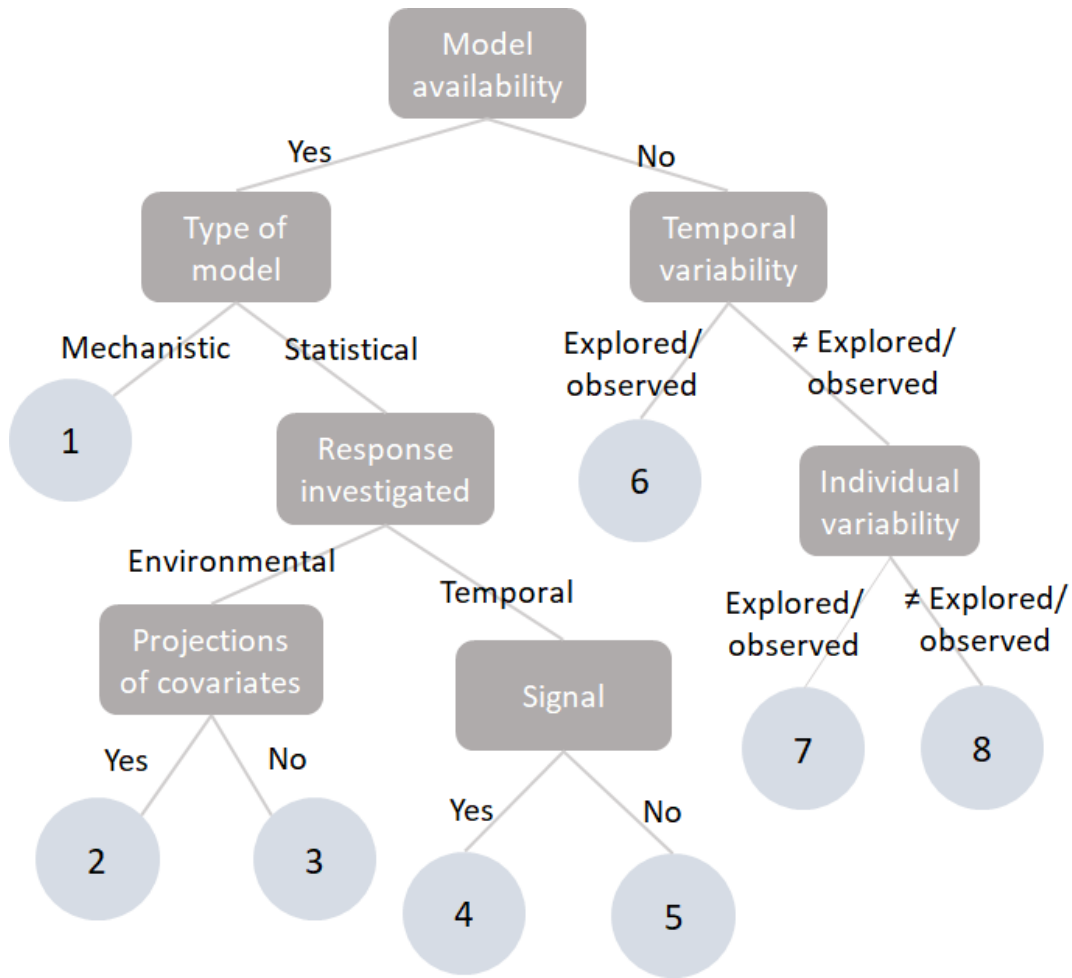 Model
availability
Yes
No
Type of
model
Temporal
variability
Mechanistic
Statistical
Explored/
observed
≠ Explored/
observed
1
Response
investigated
6
Individual
variability
Environmental
Temporal
Explored/
observed
≠ Explored/
observed
Projections
of covariates
Signal
7
8
Yes
No
Yes
No
2
3
4
5